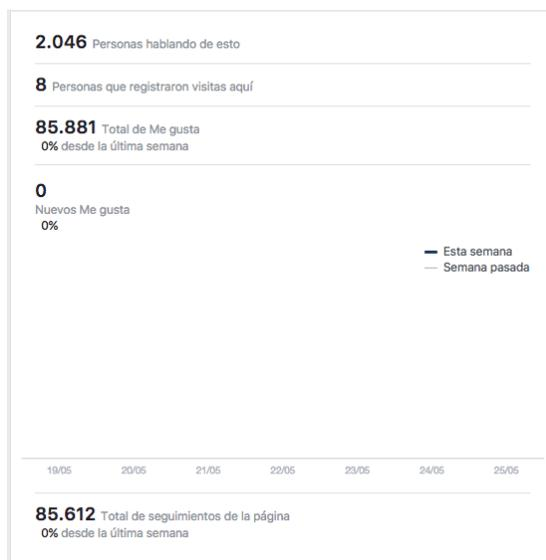 2.046 Personas hablando de esto
8 Personas que registraron visitas aquí
85.881 Total de Me gusta
0% desde la última semana
0
Nuevos Me gusta
0%
Esta semana
Semana pasada
19/05 20/05 21/05 22/05 23/05 24/05 25/05
85.612 Total de seguimientos de la página
0% desde la última semana